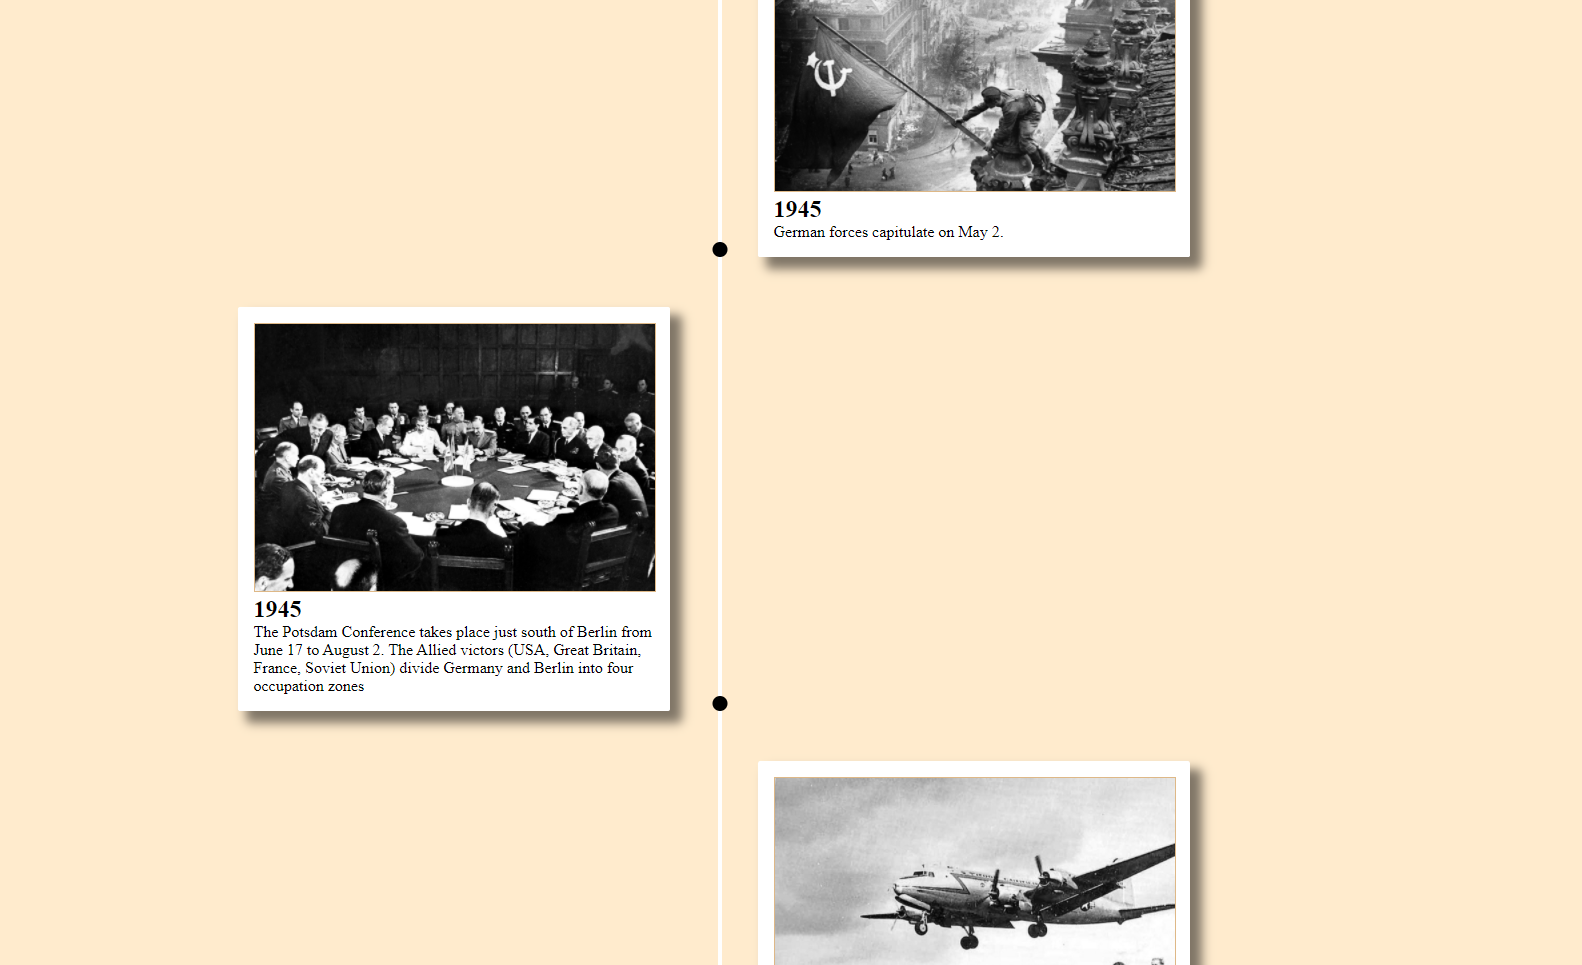 1945
German forces capitulate on May 2.
1945
The Potsdam Conference takes place just south of Berlin from
June 17 to August 2. The Allied victors (USA, Great Britain,
France, Soviet Union) divide Germany and Berlin into four
occupation zones